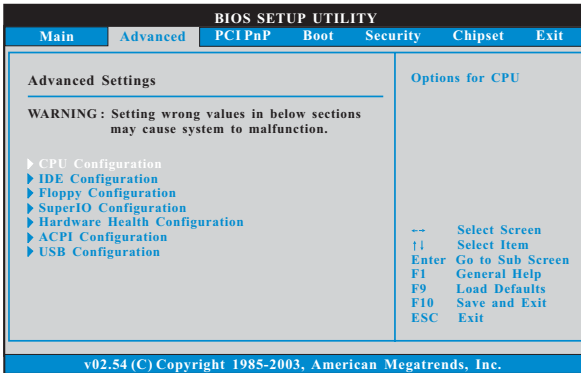 BIOS SETUP UTILITY
Main Advanced PCI PnP Boot Security Chipset Exit
Advanced Settings
WARNING : Setting wrong values in below sections
may cause system to malfunction.
CPU Configuration
IDE Configuration
Floppy Configuration
SuperIO Configuration
Hardware Health Configuration
ACPI Configuration
USB Configuration
Options for CPU
←→ Select Screen
↑↓ Select Item
Enter Go to Sub Screen
F1 General Help
F9 Load Defaults
F10 Save and Exit
ESC Exit
v02.54 (C) Copyright 1985-2003, American Megatrends, Inc.